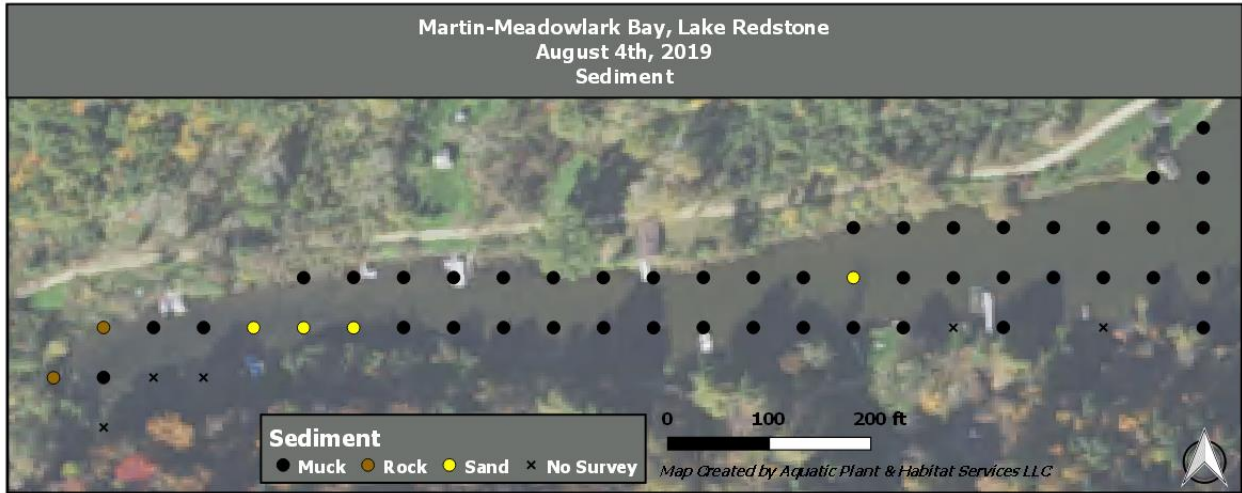 Martin-Meadowlark Bay, Lake Redstone
August 4th, 2019
Sediment
Sediment
Muck Rock Sand No Survey
0 100 200 ft
Map Created by Aquatic Plant & Habitat Services LLC